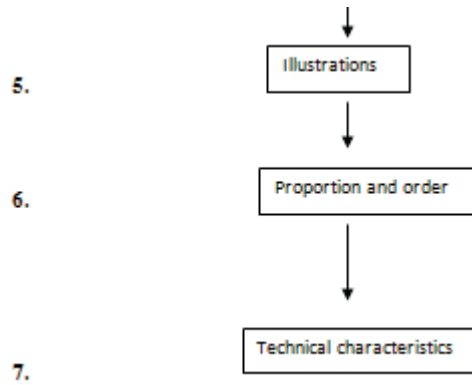 Illustrations
5.
Proportion and order
6.
Technical characteristics
7.